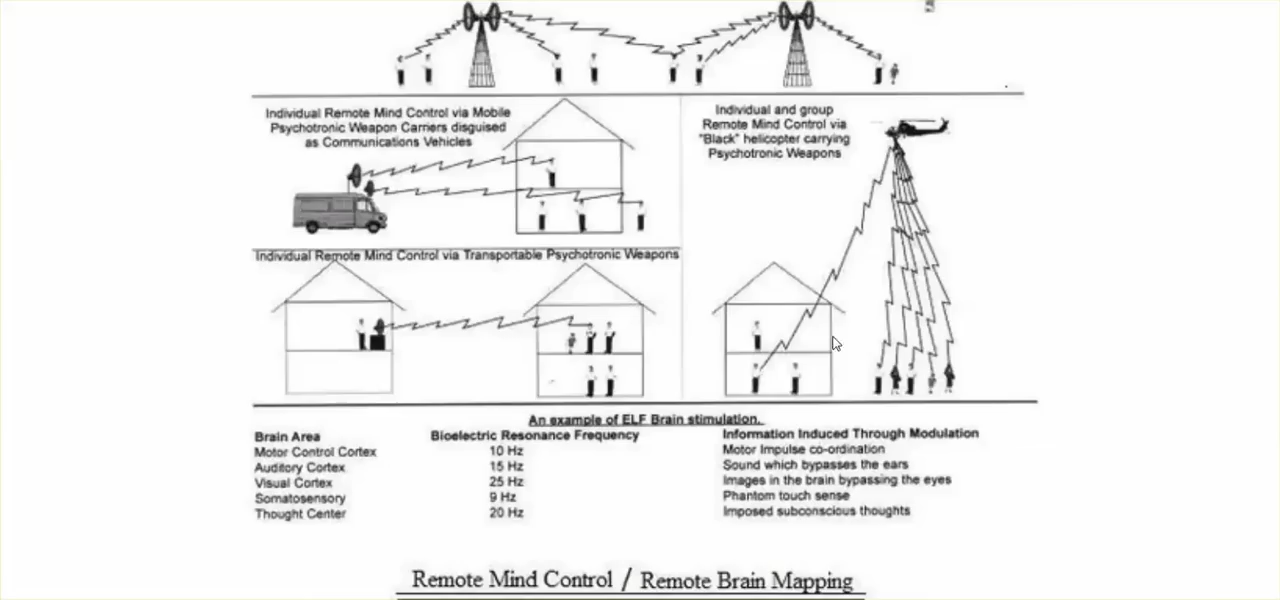 Individual Remote Mind Control via Mobile
Psychotronic Weapon Carriers disguised
as Communications Vehicles
Individual and group
Remote Mind Control via
"Black" helicopter carrying
Psychotronic Weapons
Individual Remote Mind Control via Transportable Psychotronic Weapons
An example of ELF Brain stimulation.
Brain Area Bioelectric Resonance Frequency Information Induced Through Modulation
Motor Control Cortex 10 Hz Motor Impulse co-ordination
Auditory Cortex 15 Hz Sound which bypasses the ears
Visual Cortex 25 Hz Images in the brain bypassing the eyes
Somatosensory 9 Hz Phantom touch sense
Thought Center 20 Hz Imposed subconscious thoughts
Remote Mind Control / Remote Brain Mapping